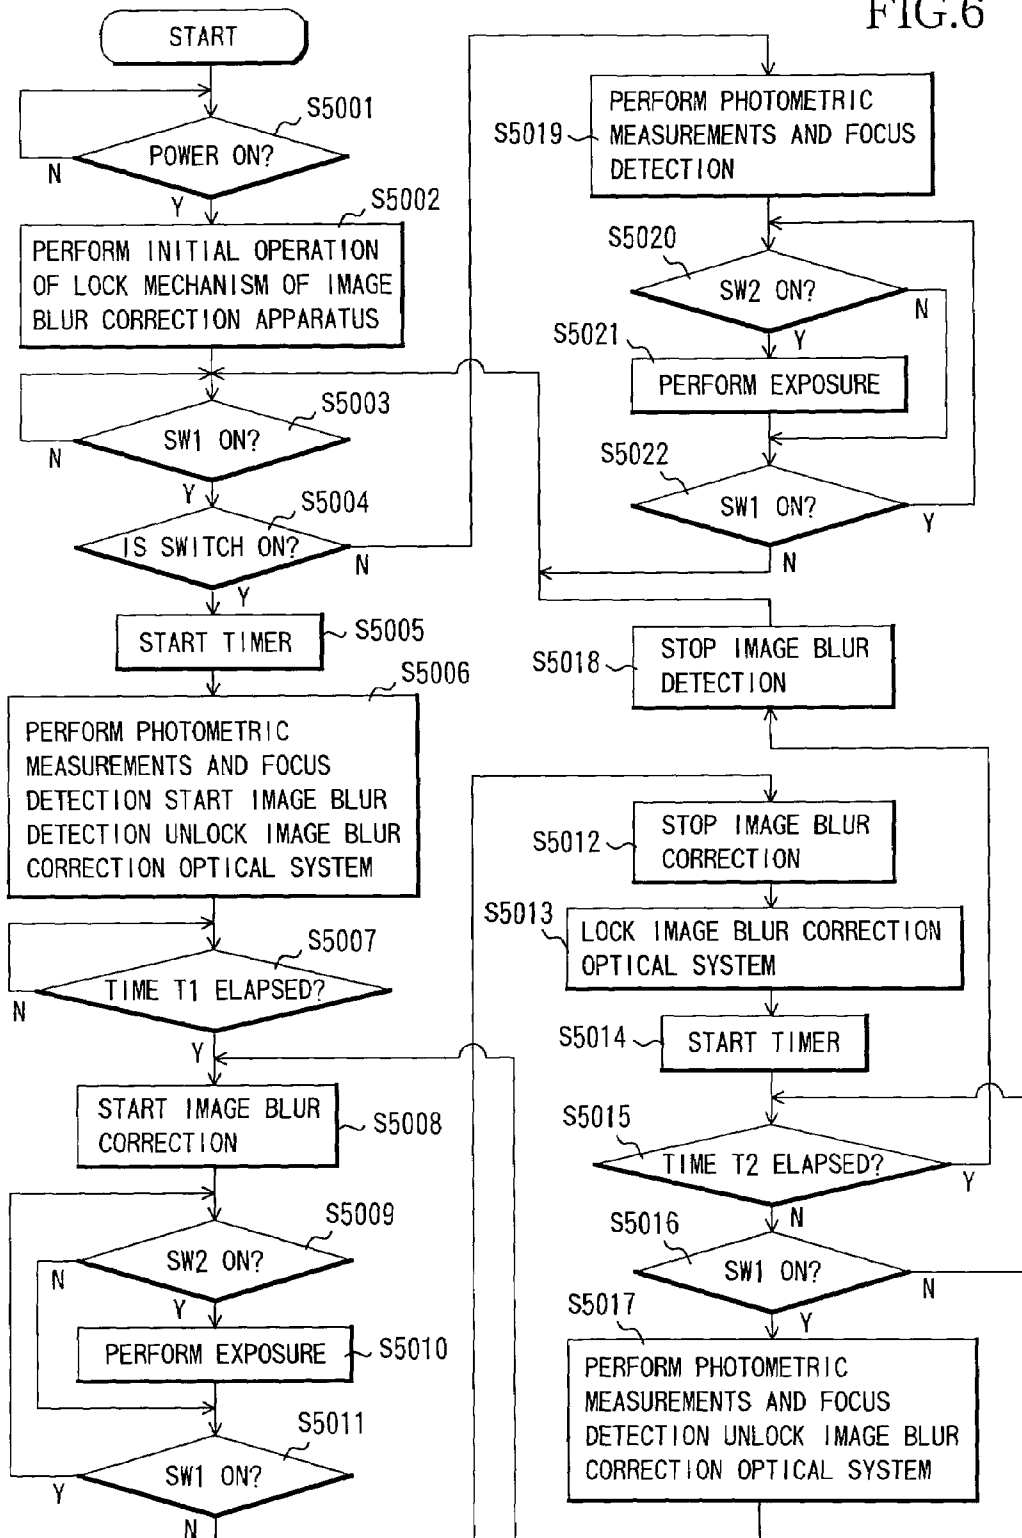 FIG.6
START
S5001
POWER ON?
N
Y
S5002
PERFORM INITIAL OPERATION
OF LOCK MECHANISM OF IMAGE
BLUR CORRECTION APPARATUS
S5003
SW1 ON?
N
Y
S5004
IS SWITCH ON?
N
Y
START TIMER
S5005
S5006
PERFORM PHOTOMETRIC
MEASUREMENTS AND FOCUS
DETECTION START IMAGE BLUR
DETECTION UNLOCK IMAGE BLUR
CORRECTION OPTICAL SYSTEM
S5007
TIME T1 ELAPSED?
N
Y
START IMAGE BLUR
CORRECTION
S5008
S5009
SW2 ON?
N
Y
PERFORM EXPOSURE
S5010
S5011
SW1 ON?
Y
N
S5019
PERFORM PHOTOMETRIC
MEASUREMENTS AND FOCUS
DETECTION
S5020
SW2 ON?
N
Y
S5021
PERFORM EXPOSURE
S5022
SW1 ON?
Y
N
S5018
STOP IMAGE BLUR
DETECTION
S5012
STOP IMAGE BLUR
CORRECTION
S5013
LOCK IMAGE BLUR CORRECTION
OPTICAL SYSTEM
S5014
START TIMER
S5015
TIME T2 ELAPSED?
Y
N
S5016
SW1 ON?
N
Y
S5017
PERFORM PHOTOMETRIC
MEASUREMENTS AND FOCUS
DETECTION UNLOCK IMAGE BLUR
CORRECTION OPTICAL SYSTEM